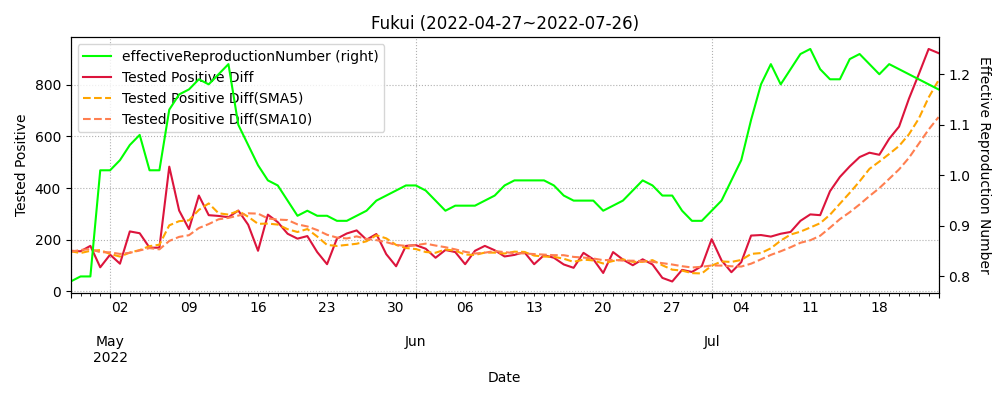 Fukui (2022-04-27~2022-07-26)
effectiveReproductionNumber (right)
Tested Positive Diff
Tested Positive Diff(SMA5)
Tested Positive Diff(SMA10)
Tested Positive
800
600
400
200
0
Effective Reproduction Number
1.2
1.1
1.0
0.9
0.8
02 09 16 23 30 06 13 20 27 04 11 18
May Jun Jul
2022
Date